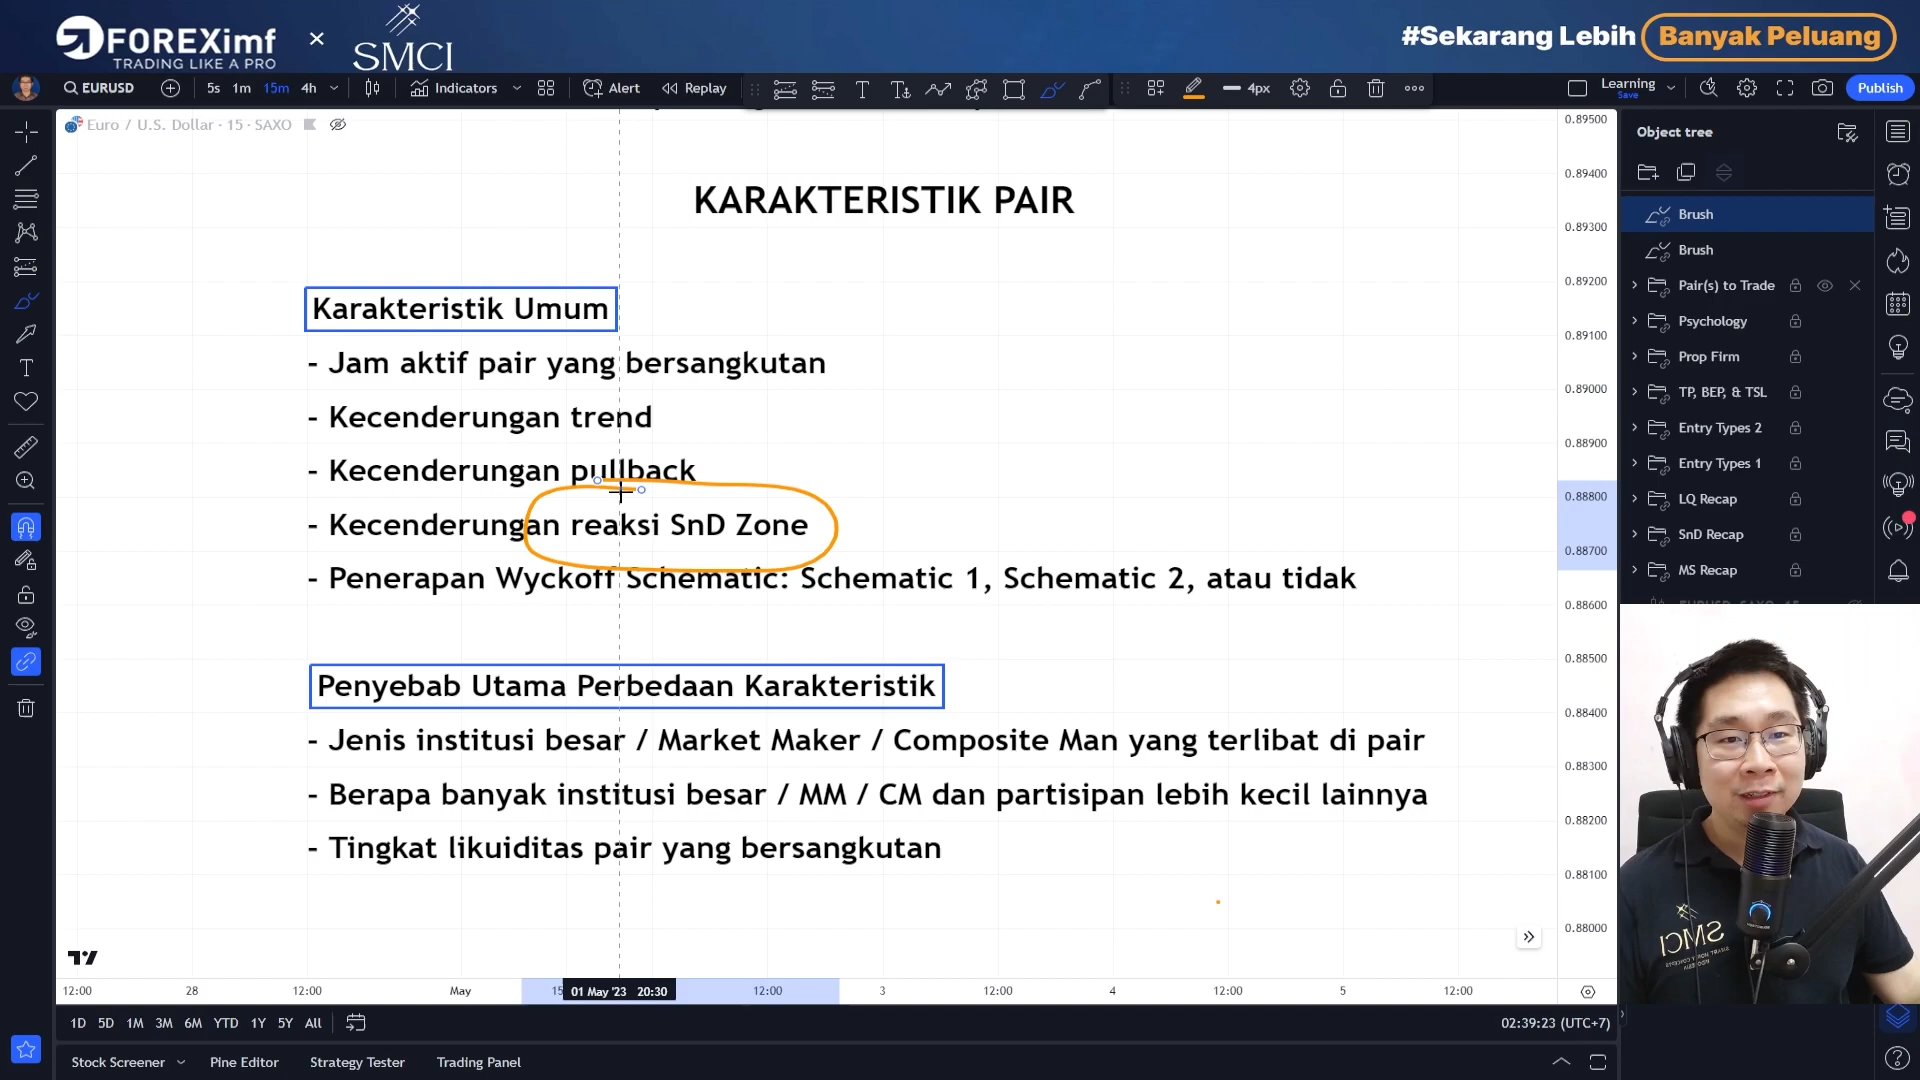 FOREXimf
TRADING LIKE A PRO
×
SMCI
#Sekarang Lebih Banyak Peluang
EURUSD
5s 1m 15m 4h
Indicators
Alert
Replay
4px
Learning
Save
Publish
Euro / U.S. Dollar · 15 · SAXO
KARAKTERISTIK PAIR
Karakteristik Umum
- Jam aktif pair yang bersangkutan
- Kecenderungan trend
- Kecenderungan pullback
- Kecenderungan reaksi SnD Zone
- Penerapan Wyckoff Schematic: Schematic 1, Schematic 2, atau tidak
Penyebab Utama Perbedaan Karakteristik
- Jenis institusi besar / Market Maker / Composite Man yang terlibat di pair
- Berapa banyak institusi besar / MM / CM dan partisipan lebih kecil lainnya
- Tingkat likuiditas pair yang bersangkutan
0.89500
0.89400
0.89300
0.89200
0.89100
0.89000
0.88900
0.88800
0.88700
0.88600
0.88500
0.88400
0.88300
0.88200
0.88100
0.88000
Object tree
Brush
Brush
Pair(s) to Trade
Psychology
Prop Firm
TP, BEP, & TSL
Entry Types 2
Entry Types 1
LQ Recap
SnD Recap
MS Recap
SMCI
12:00 28 12:00 May 01 May '23 20:30 12:00 3 12:00 4 12:00 5 12:00
1D 5D 1M 3M 6M YTD 1Y 5Y All
02:39:23 (UTC+7)
Stock Screener
Pine Editor
Strategy Tester
Trading Panel